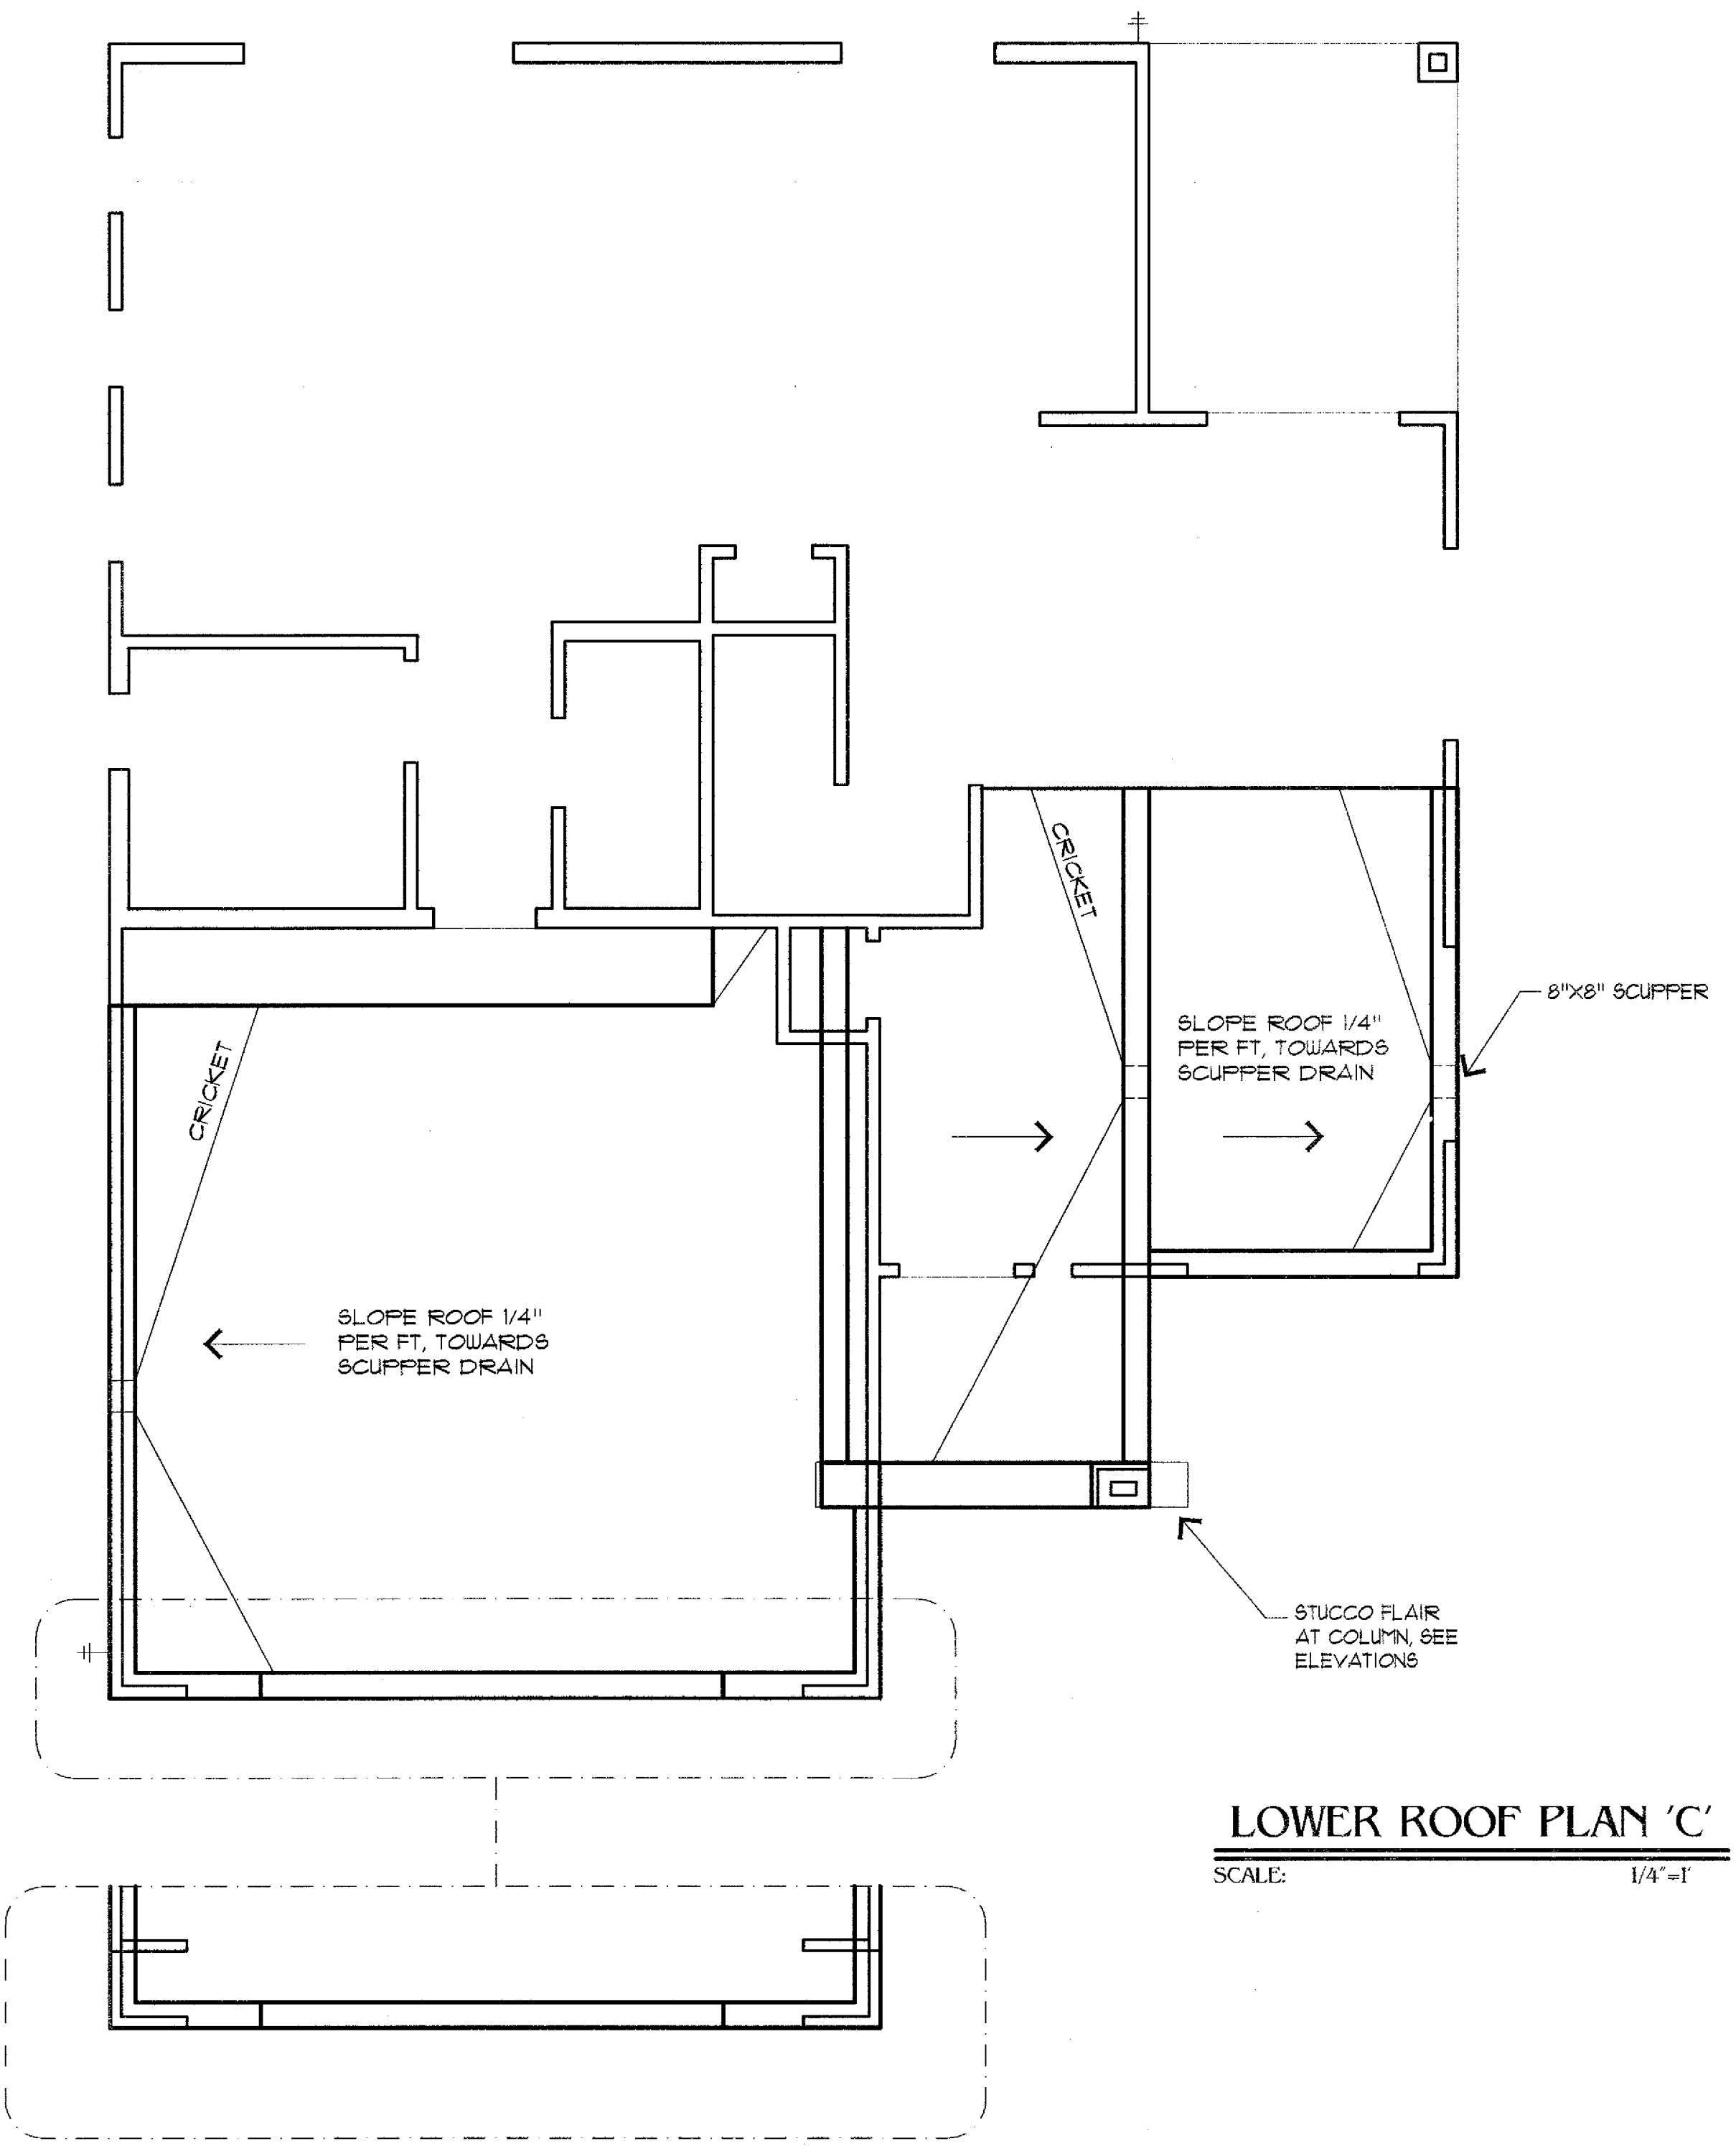 CRICKET
8"X8" SCUPPER
SLOPE ROOF 1/4"
PER FT, TOWARDS
SCUPPER DRAIN
CRICKET
SLOPE ROOF 1/4"
PER FT, TOWARDS
SCUPPER DRAIN
STUCCO FLAIR
AT COLUMN, SEE
ELEVATIONS
LOWER ROOF PLAN 'C'
SCALE: 1/4"=1'